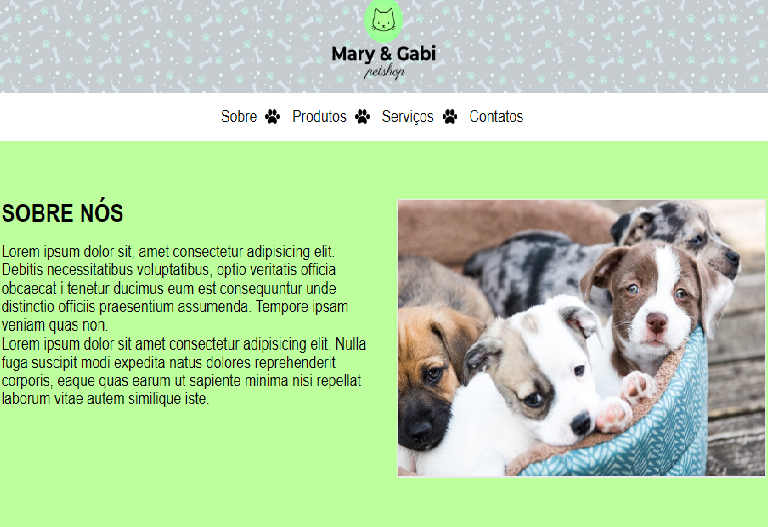 Mary & Gabi
petshop
Sobre Produtos Serviços Contatos
SOBRE NÓS
Lorem ipsum dolor sit, amet consectetur adipisicing elit.
Debitis necessitatibus voluptatibus, optio veritatis officia
obcaecat i tenetur ducimus eum est consequuntur unde
distinctio officiis praesentium assumenda. Tempore ipsam
veniam quas non.
Lorem ipsum dolor sit amet consectetur adipisicing elit. Nulla
fuga suscipit modi expedita natus dolores reprehenderit
corporis, eaque quas earum ut sapiente minima nisi repellat
laborum vitae autem similique iste.